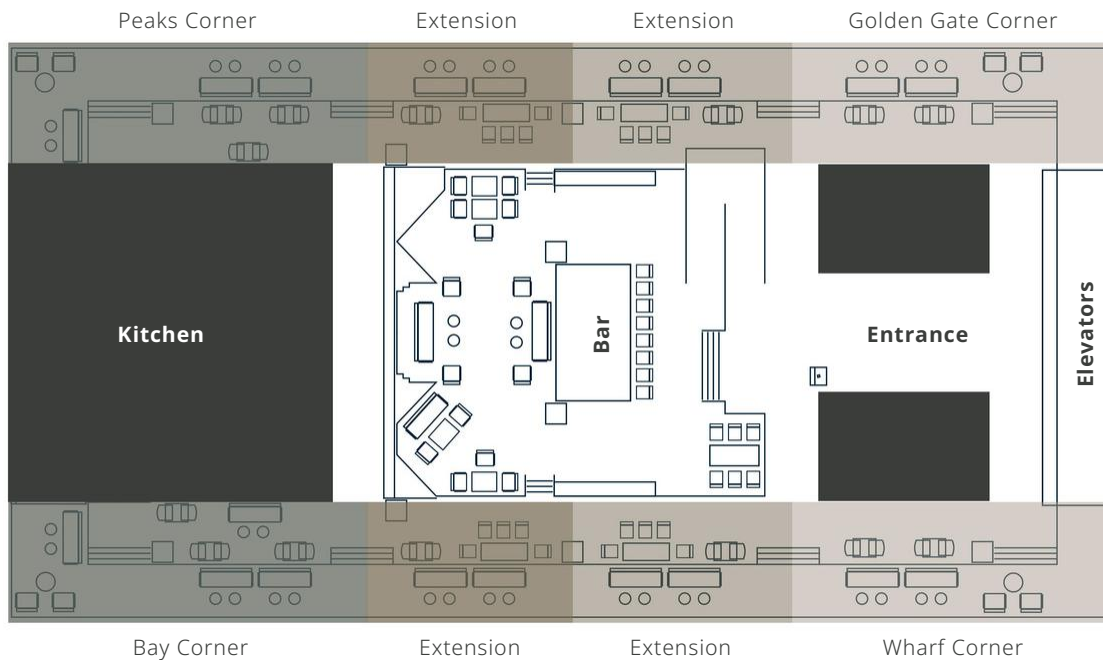 Peaks Corner
Extension
Extension
Golden Gate Corner
Kitchen
Bar
Entrance
Elevators
Bay Corner
Extension
Extension
Wharf Corner